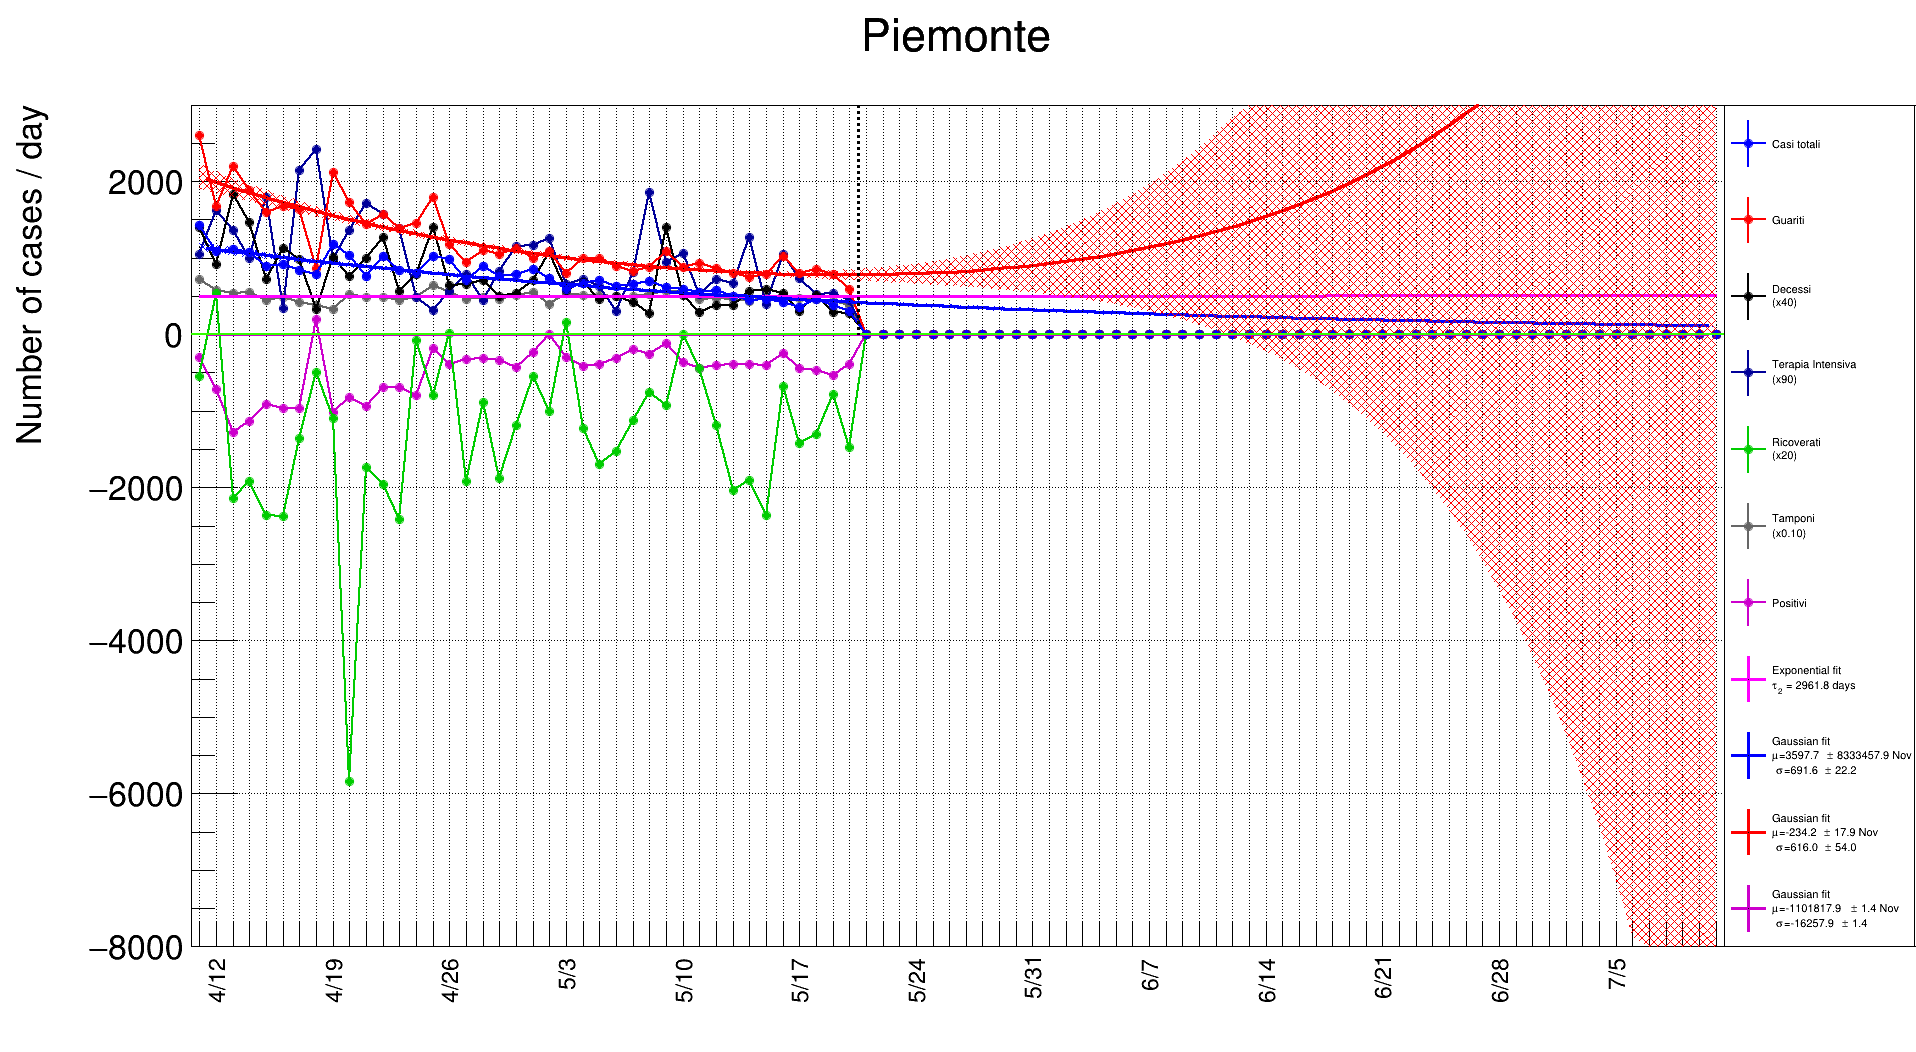 Piemonte
Number of cases / day
2000
0
−2000
−4000
−6000
−8000
4/12
4/19
4/26
5/3
5/10
5/17
5/24
5/31
6/7
6/14
6/21
6/28
7/5
Casi totali
Guariti
Decessi
(x40)
Terapia Intensiva
(x90)
Ricoverati
(x20)
Tamponi
(x0.10)
Positivi
Exponential fit
τ2 = 2961.8 days
Gaussian fit
μ=3597.7 ± 8333457.9 Nov
σ=691.6 ± 22.2
Gaussian fit
μ=-234.2 ± 17.9 Nov
σ=616.0 ± 54.0
Gaussian fit
μ=-1101817.9 ± 1.4 Nov
σ=-16257.9 ± 1.4